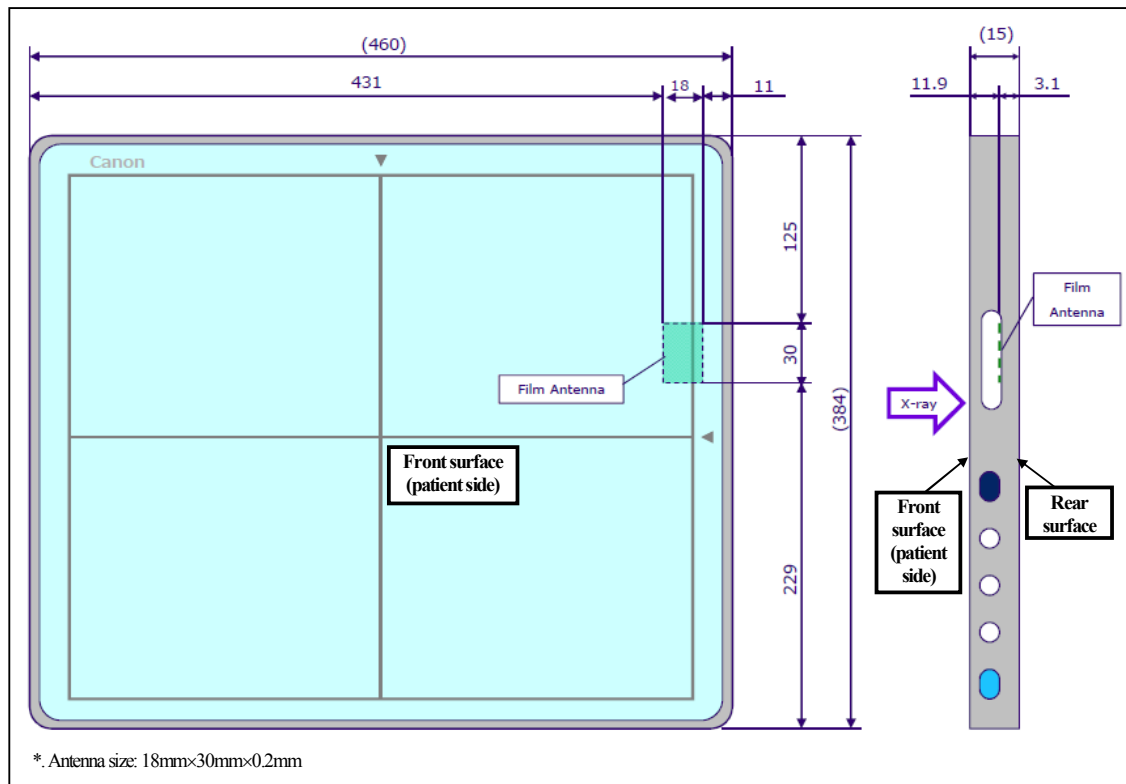 (460)
(15)
431
18
11
11.9
3.1
Canon
125
Film
Antenna
30
Film Antenna
(384)
X-ray
Front surface
(patient side)
Front
surface
(patient
side)
Rear
surface
229
*. Antenna size: 18mm×30mm×0.2mm